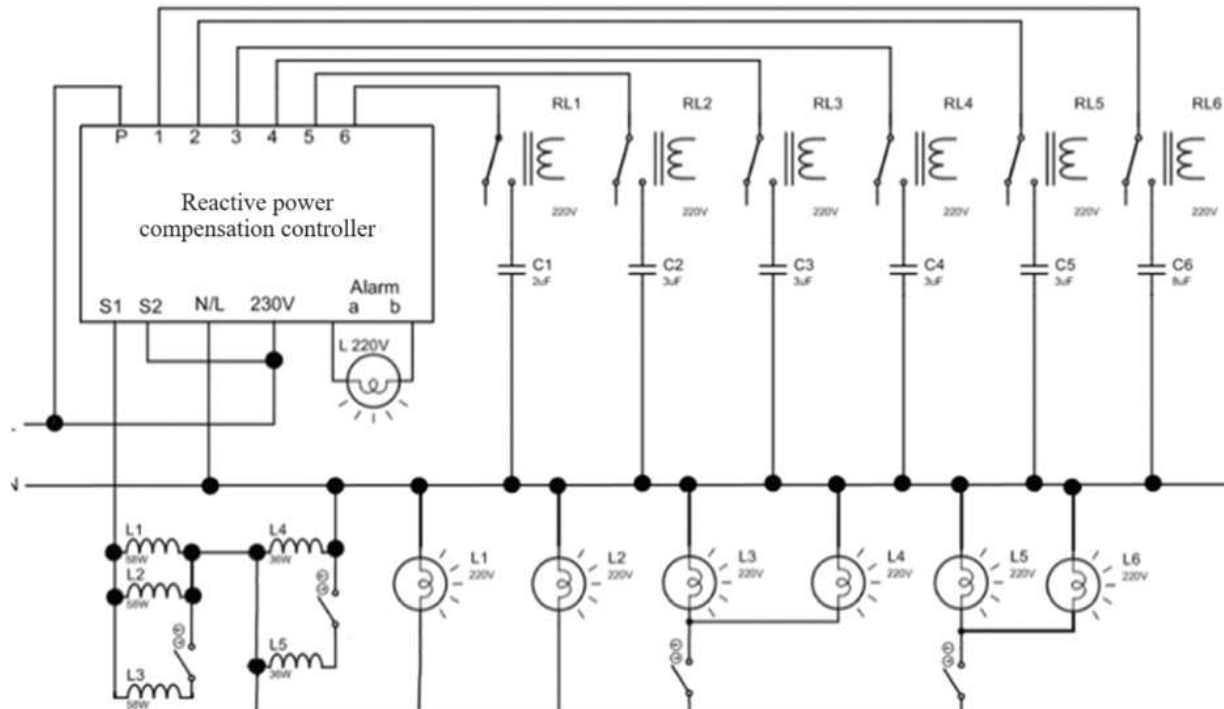 RL1 RL2 RL3 RL4 RL5 RL6
P 1 2 3 4 5 6
Reactive power
compensation controller
220V 220V 220V 220V 220V 220V
C1 C2 C3 C4 C5 C6
2uF 3uF 3uF 3uF 3uF 8uF
Alarm
S1 S2 N/L 230V a b
L 220V
N
L1 L4
58W 36W
L2
58W
L5
36W
L3
58W
L1 L2 L3 L4 L5 L6
220V 220V 220V 220V 220V 220V